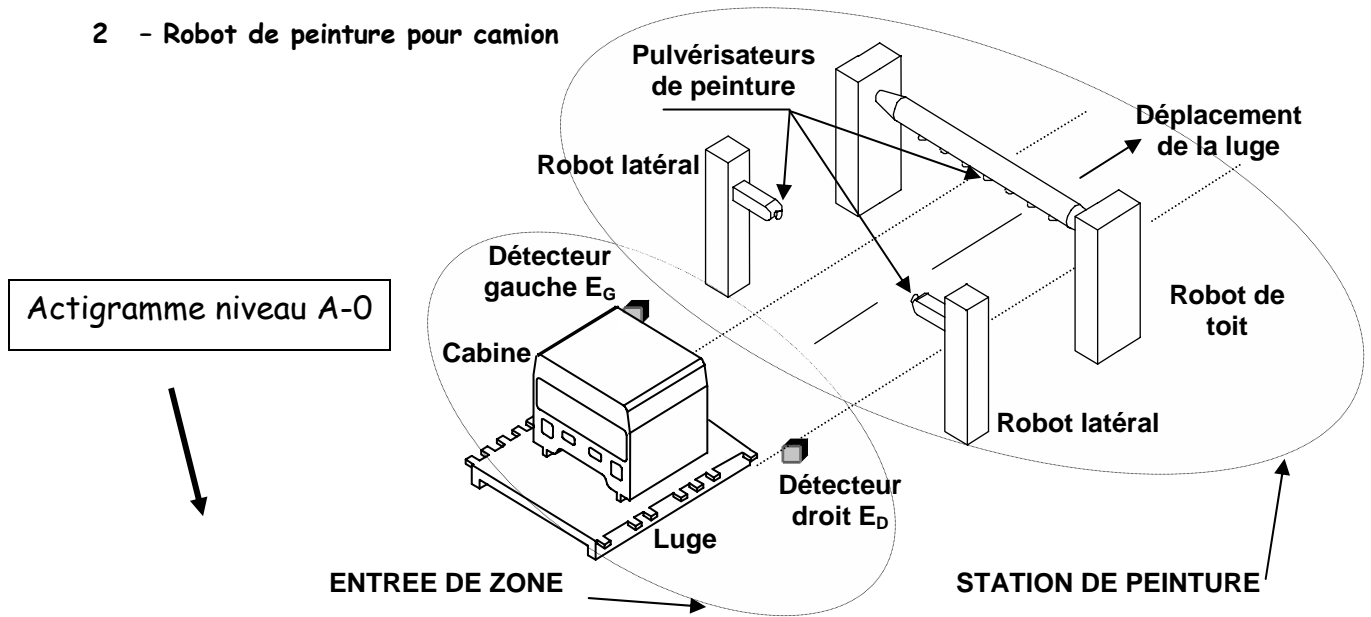 2 - Robot de peinture pour camion
Pulvérisateurs
de peinture
Déplacement
de la luge
Robot latéral
Détecteur
gauche EG
Actigramme niveau A-0
Robot de
toit
Cabine
Robot latéral
Détecteur
droit ED
Luge
ENTREE DE ZONE
STATION DE PEINTURE